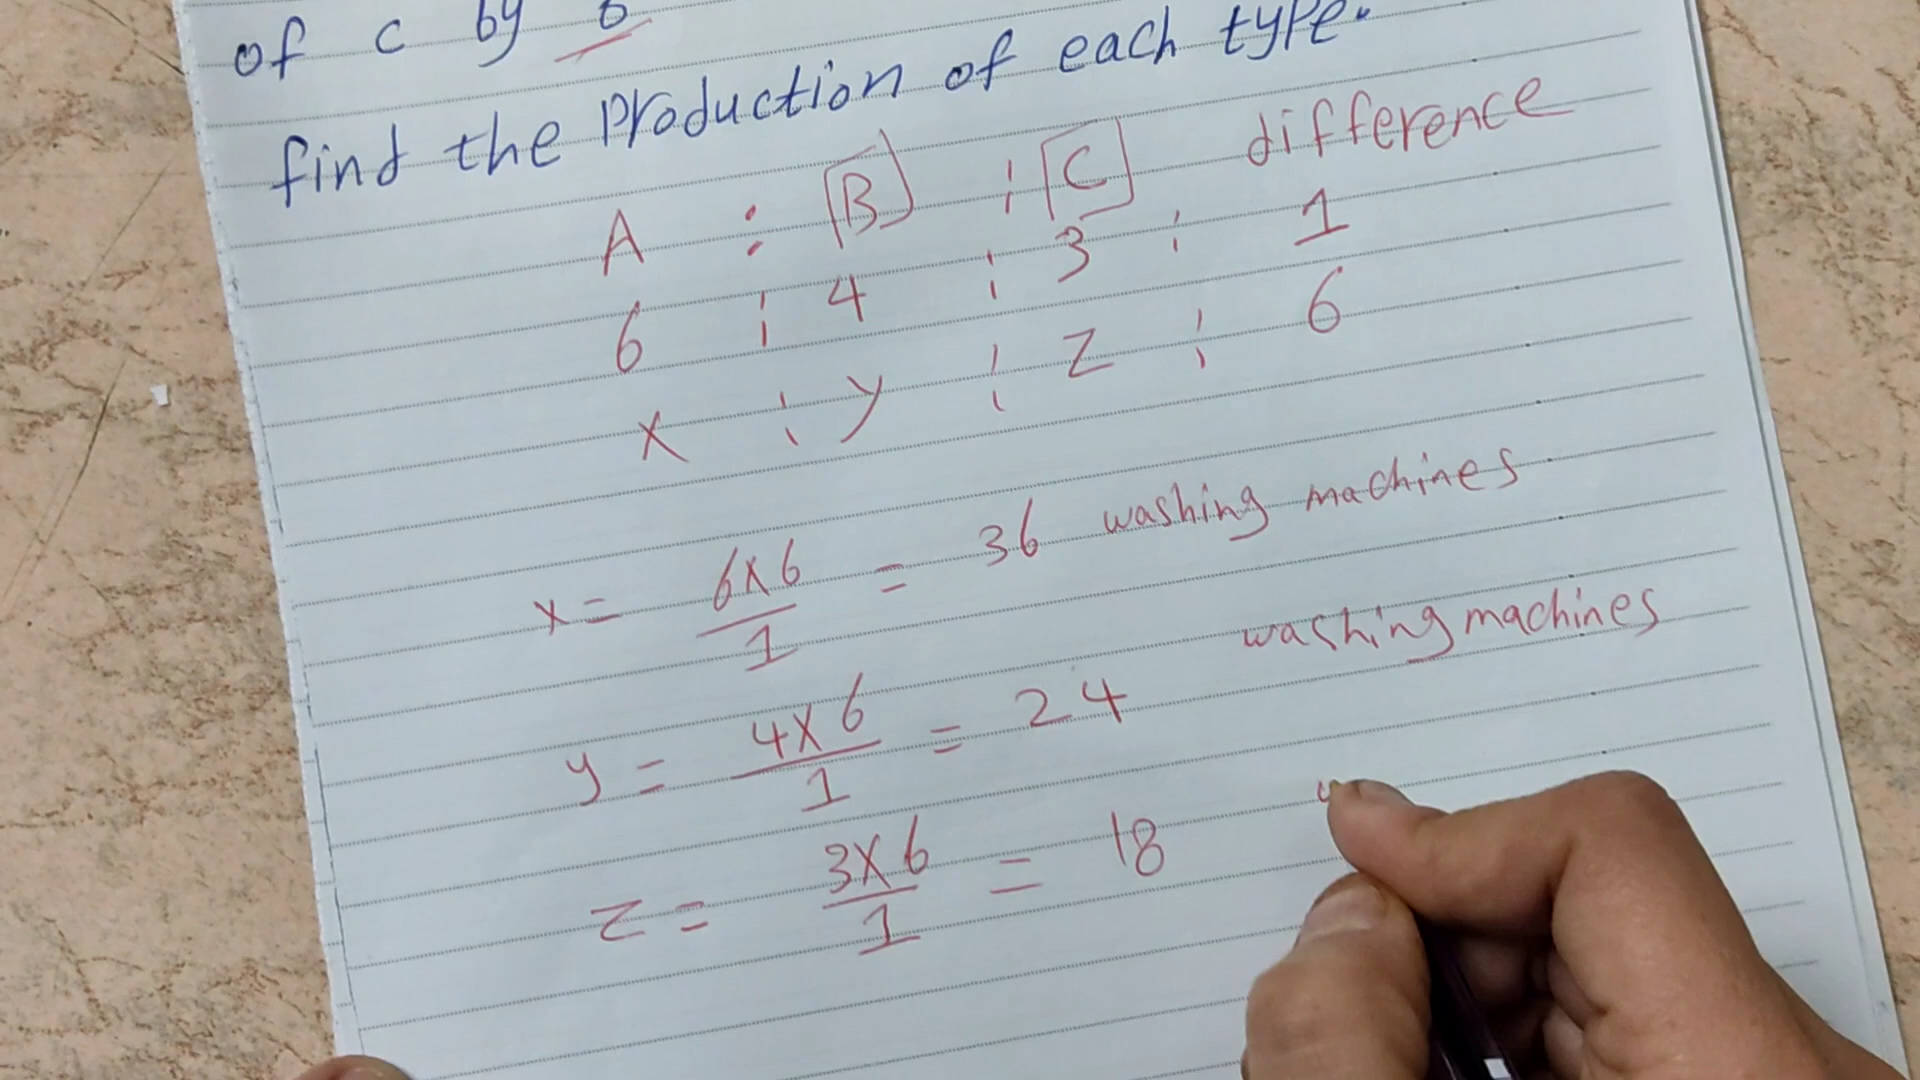 of c by 6
find the Production of each type.
A : B : C difference
6 : 4 : 3 : 1
x : y : z : 6
x = 6x6/1 = 36 washing machines
y = 4x6/1 = 24 washing machines
z = 3x6/1 = 18